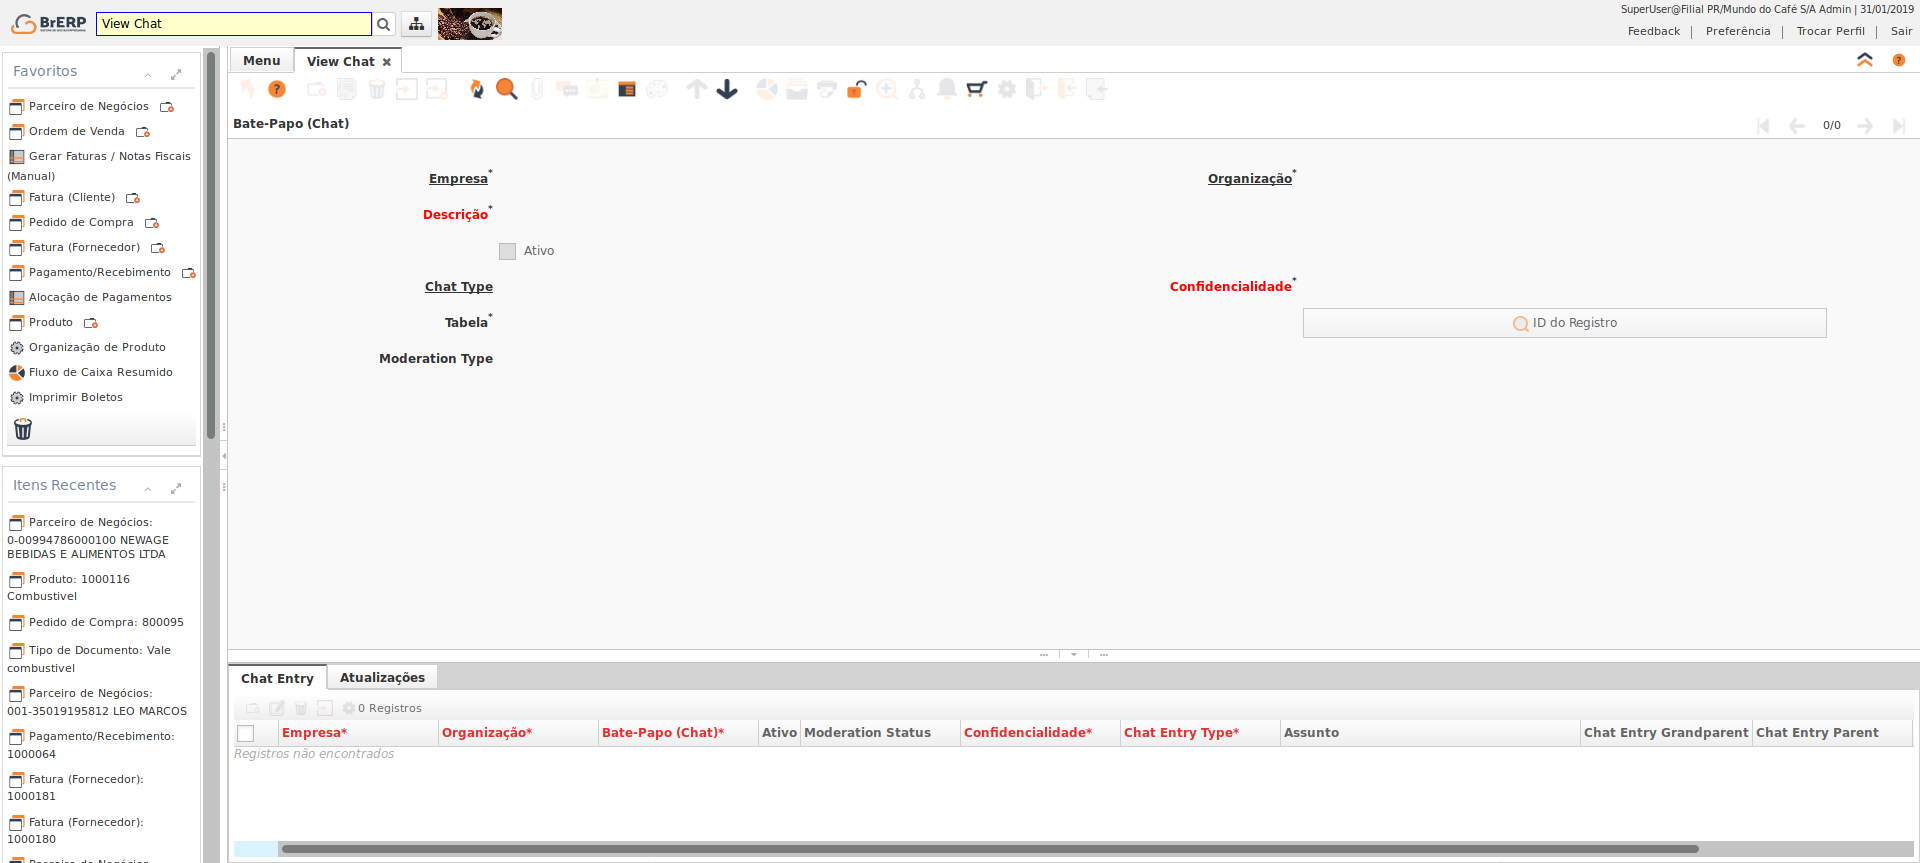 BrERP
View Chat
SuperUser@Filial PR/Mundo do Café S/A Admin | 31/01/2019
Feedback | Preferência | Trocar Perfil | Sair
Favoritos
Parceiro de Negócios
Ordem de Venda
Gerar Faturas / Notas Fiscais
(Manual)
Fatura (Cliente)
Pedido de Compra
Fatura (Fornecedor)
Pagamento/Recebimento
Alocação de Pagamentos
Produto
Organização de Produto
Fluxo de Caixa Resumido
Imprimir Boletos
Itens Recentes
Parceiro de Negócios:
0-00994786000100 NEWAGE
BEBIDAS E ALIMENTOS LTDA
Produto: 1000116
Combustivel
Pedido de Compra: 800095
Tipo de Documento: Vale
combustivel
Parceiro de Negócios:
001-35019195812 LEO MARCOS
Pagamento/Recebimento:
1000064
Fatura (Fornecedor):
1000181
Fatura (Fornecedor):
1000180
Parceiro de Negócios
Menu
View Chat
Bate-Papo (Chat)
0/0
Empresa*
Organização*
Descrição*
Ativo
Chat Type
Confidencialidade*
Tabela*
ID do Registro
Moderation Type
Chat Entry
Atualizações
0 Registros
Empresa* Organização* Bate-Papo (Chat)* Ativo Moderation Status Confidencialidade* Chat Entry Type* Assunto Chat Entry Grandparent Chat Entry Parent
Registros não encontrados